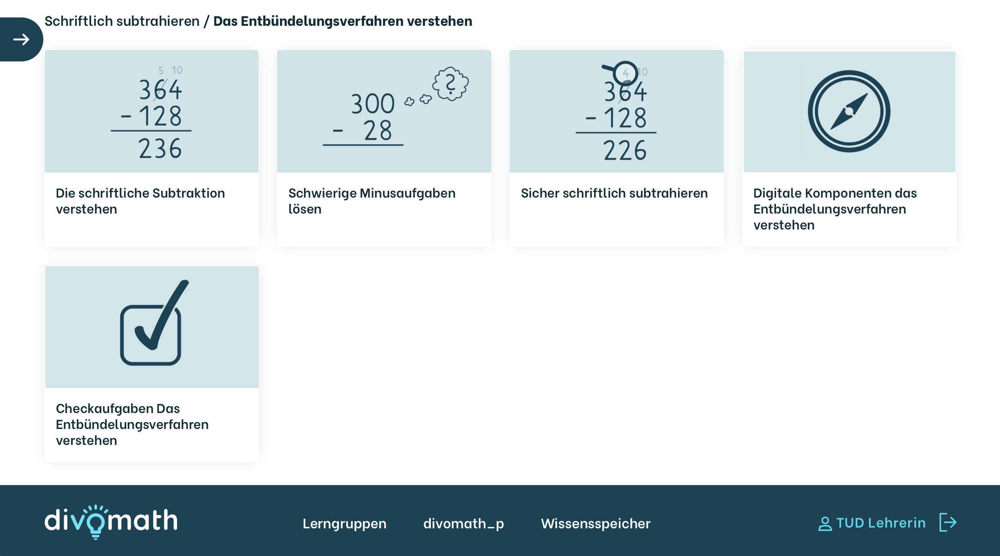 Schriftlich subtrahieren / Das Entbündelungsverfahren verstehen
5 10
364
- 128
236
Die schriftliche Subtraktion
verstehen
300
?
- 28
Schwierige Minusaufgaben
lösen
4 10
364
- 128
226
Sicher schriftlich subtrahieren
Digitale Komponenten das
Entbündelungsverfahren
verstehen
Checkaufgaben Das
Entbündelungsverfahren
verstehen
divomath
Lerngruppen
divomath_p
Wissensspeicher
TUD Lehrerin